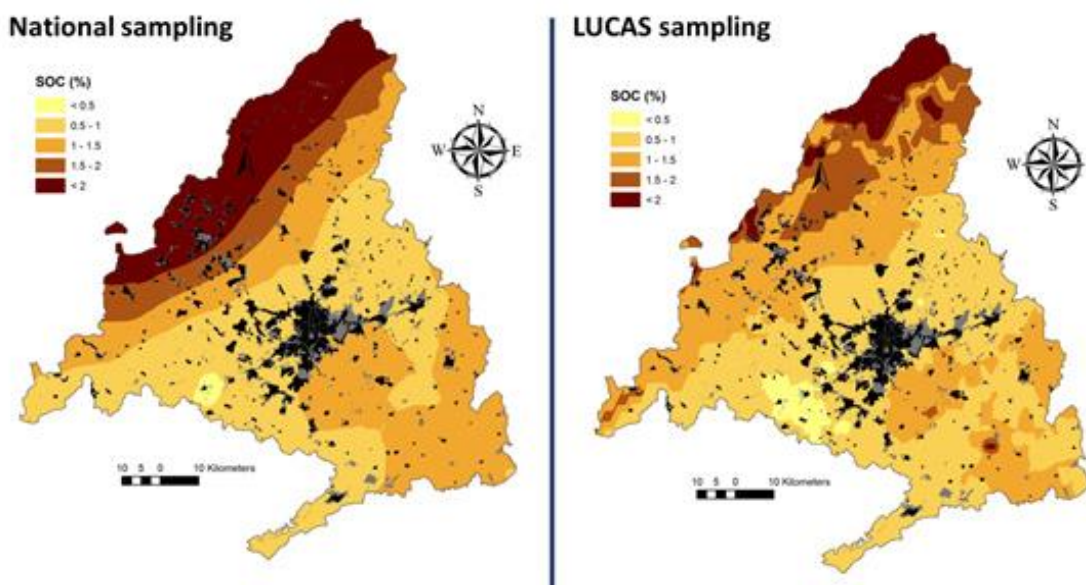 National sampling
SOC (%)
< 0.5
0.5 - 1
1 - 1.5
1.5 - 2
< 2
N
W E
S
10 5 0 10 Kilometers
LUCAS sampling
SOC (%)
< 0.5
0.5 - 1
1 - 1.5
1.5 - 2
< 2
N
W E
S
10 5 0 10 Kilometers